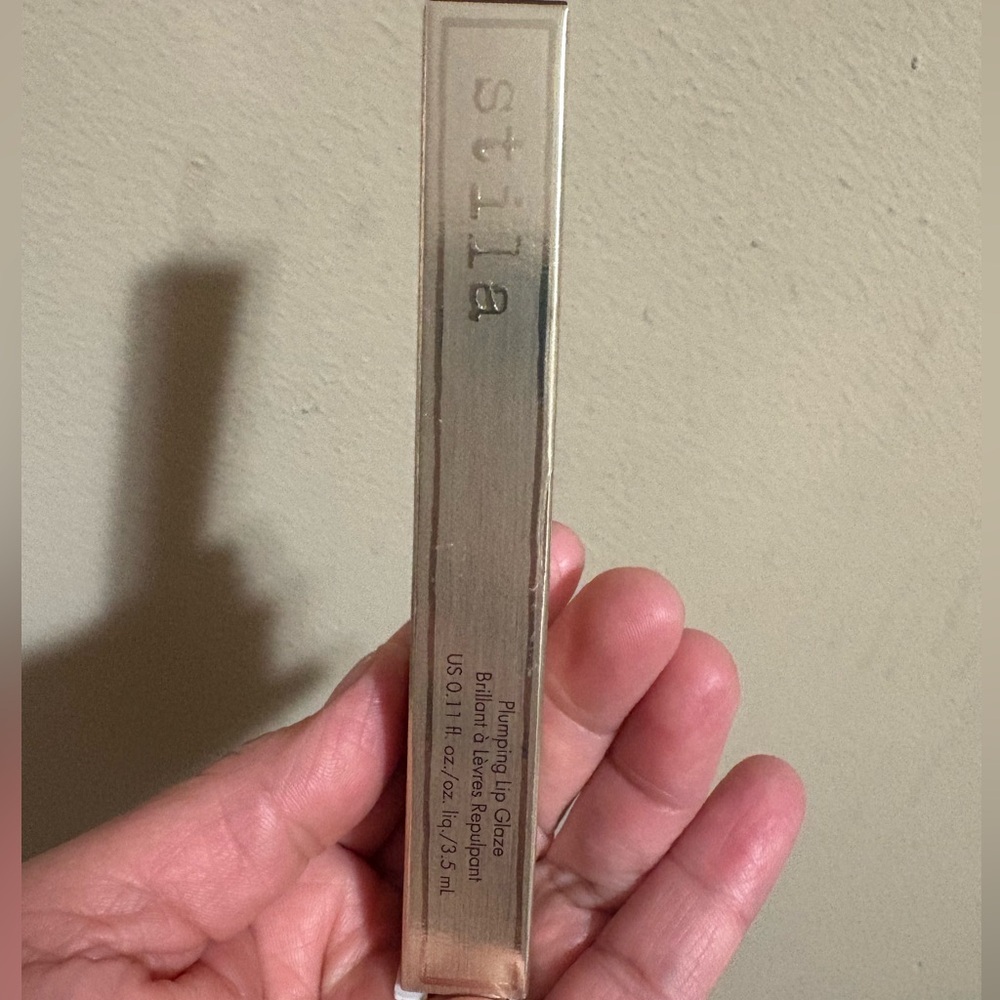 stila
Plumping Lip Glaze
Brillant à Lèvres Repulpant
US 0.11 fl. oz./oz. liq./3.5 mL